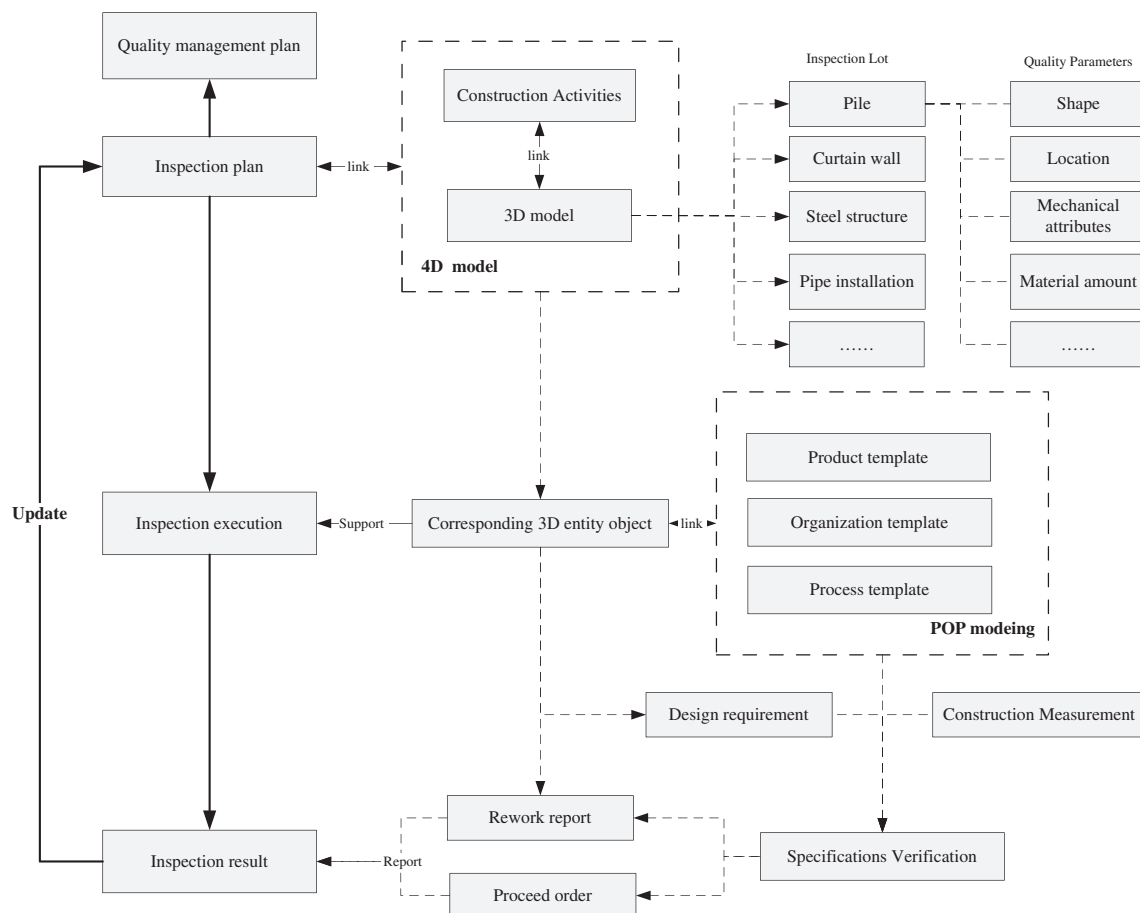 Quality management plan
Inspection Lot
Quality Parameters
Construction Activities
Pile
Shape
link
Curtain wall
Location
Inspection plan
link
3D model
Steel structure
Mechanical
attributes
4D model
Pipe installation
Material amount
……
……
Product template
Update
Inspection execution
Support
Corresponding 3D entity object
link
Organization template
Process template
POP modeing
Design requirement
Construction Measurement
Rework report
Inspection result
Report
Specifications Verification
Proceed order